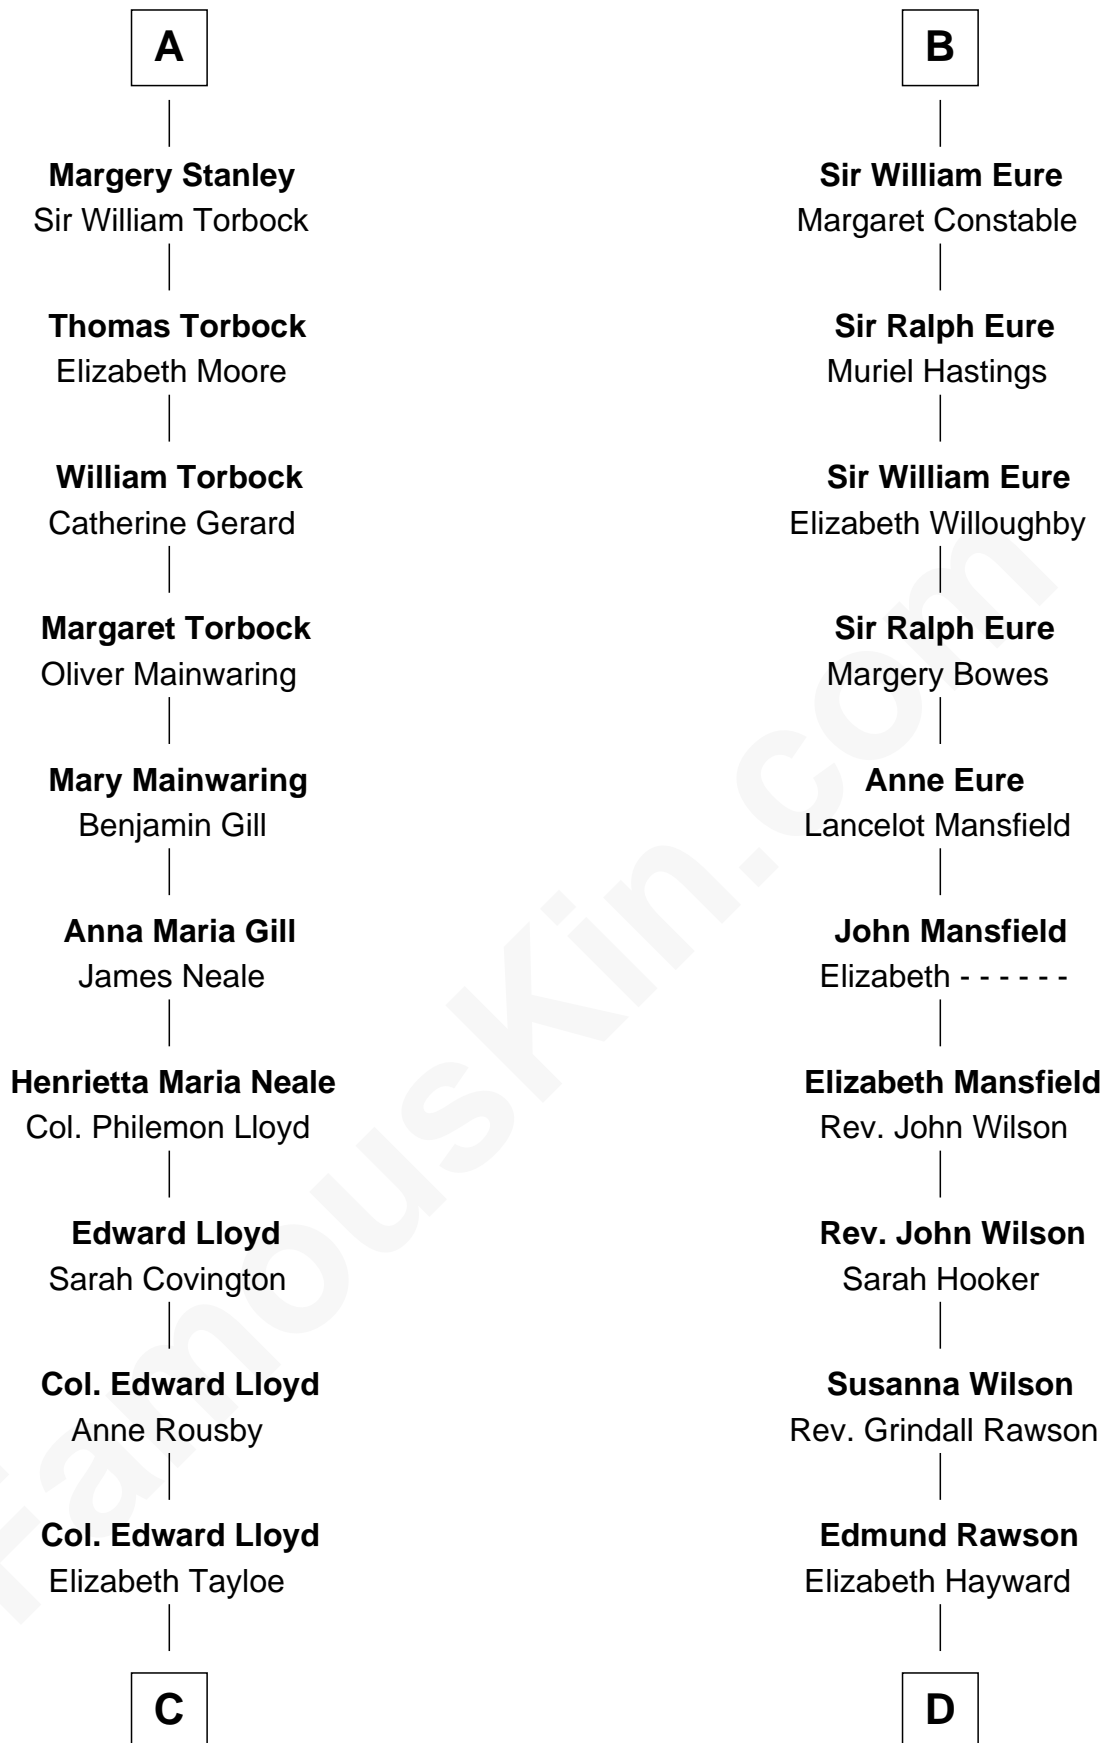 A
Margery Stanley
Sir William Torbock
Thomas Torbock
Elizabeth Moore
William Torbock
Catherine Gerard
Margaret Torbock
Oliver Mainwaring
Mary Mainwaring
Benjamin Gill
Anna Maria Gill
James Neale
Henrietta Maria Neale
Col. Philemon Lloyd
Edward Lloyd
Sarah Covington
Col. Edward Lloyd
Anne Rousby
Col. Edward Lloyd
Elizabeth Tayloe
C
B
Sir William Eure
Margaret Constable
Sir Ralph Eure
Muriel Hastings
Sir William Eure
Elizabeth Willoughby
Sir Ralph Eure
Margery Bowes
Anne Eure
Lancelot Mansfield
John Mansfield
Elizabeth - - - - - -
Elizabeth Mansfield
Rev. John Wilson
Rev. John Wilson
Sarah Hooker
Susanna Wilson
Rev. Grindall Rawson
Edmund Rawson
Elizabeth Hayward
D
FamousKin.com